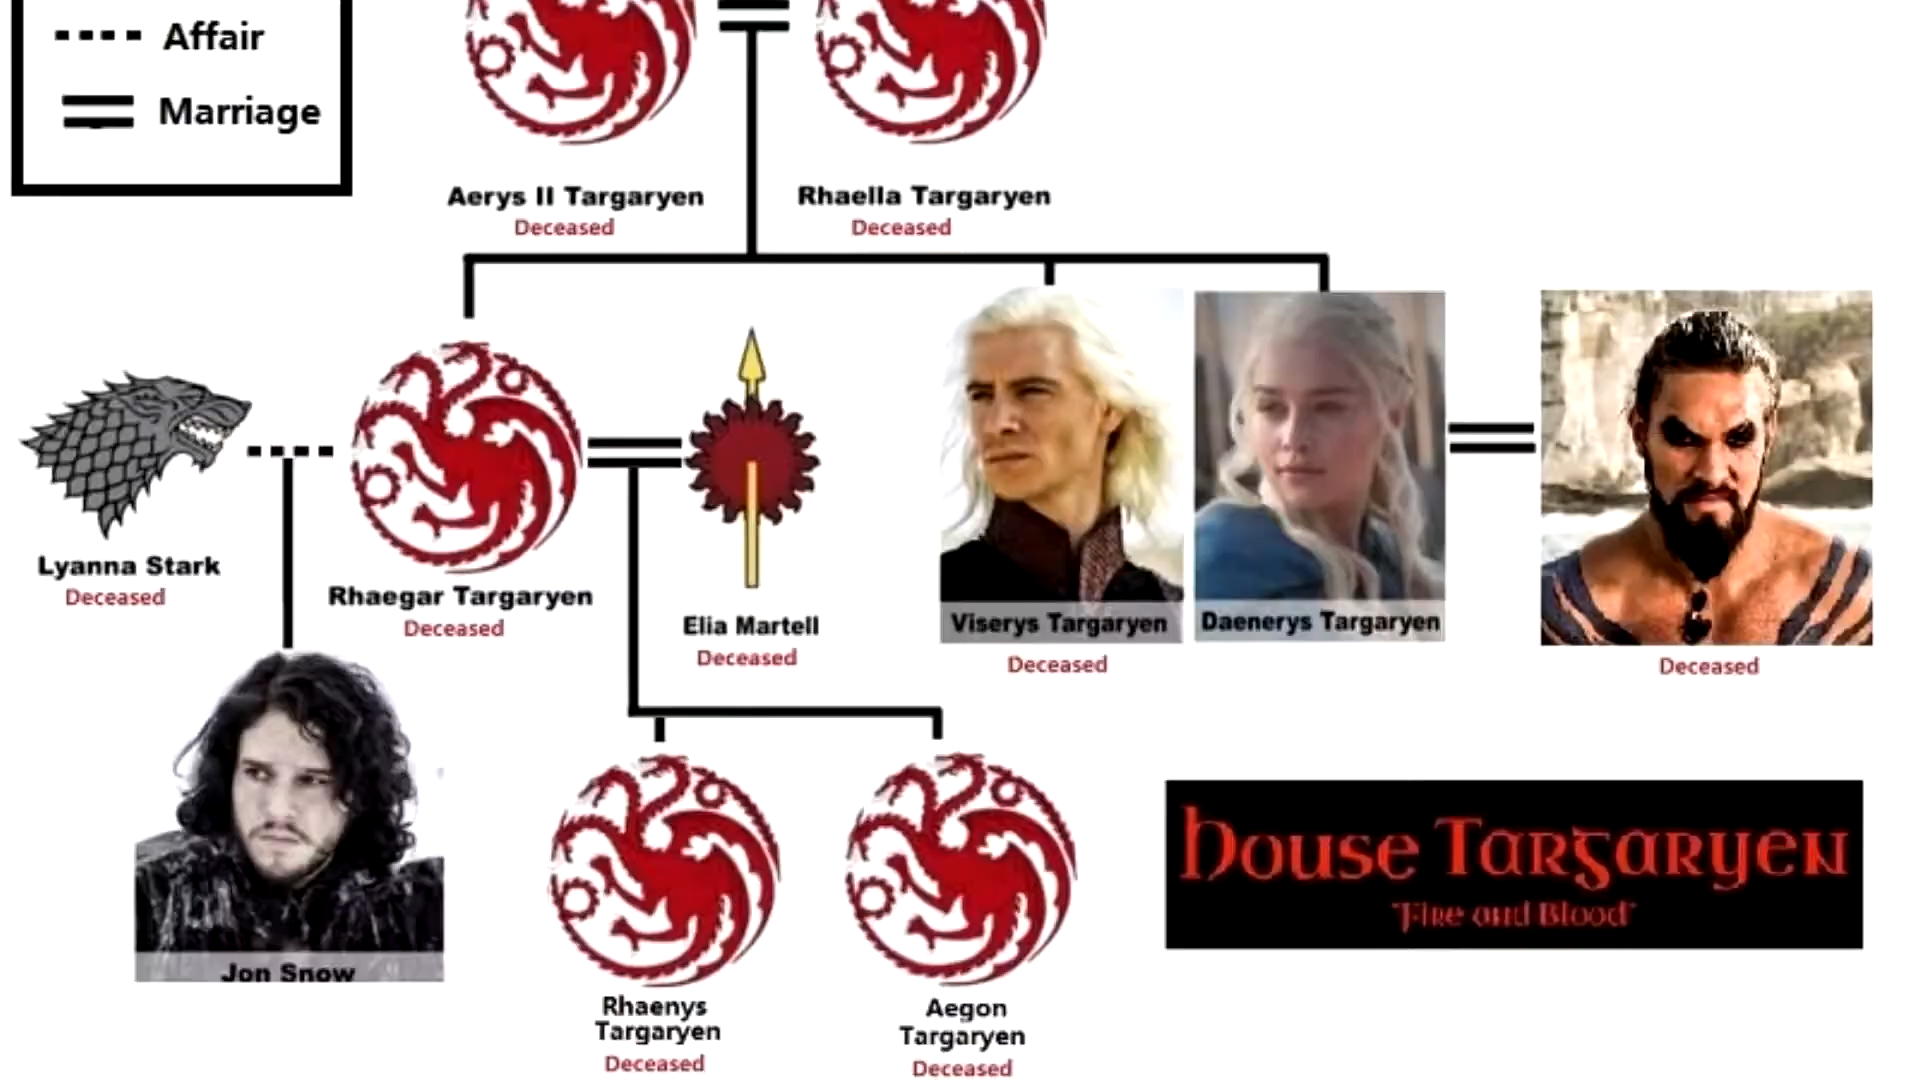 Affair
Marriage
Aerys II Targaryen
Deceased
Rhaella Targaryen
Deceased
Lyanna Stark
Deceased
Rhaegar Targaryen
Deceased
Elia Martell
Deceased
Viserys Targaryen
Deceased
Daenerys Targaryen
Deceased
Jon Snow
Rhaenys
Targaryen
Deceased
Aegon
Targaryen
Deceased
House Targaryen
"Fire and Blood"